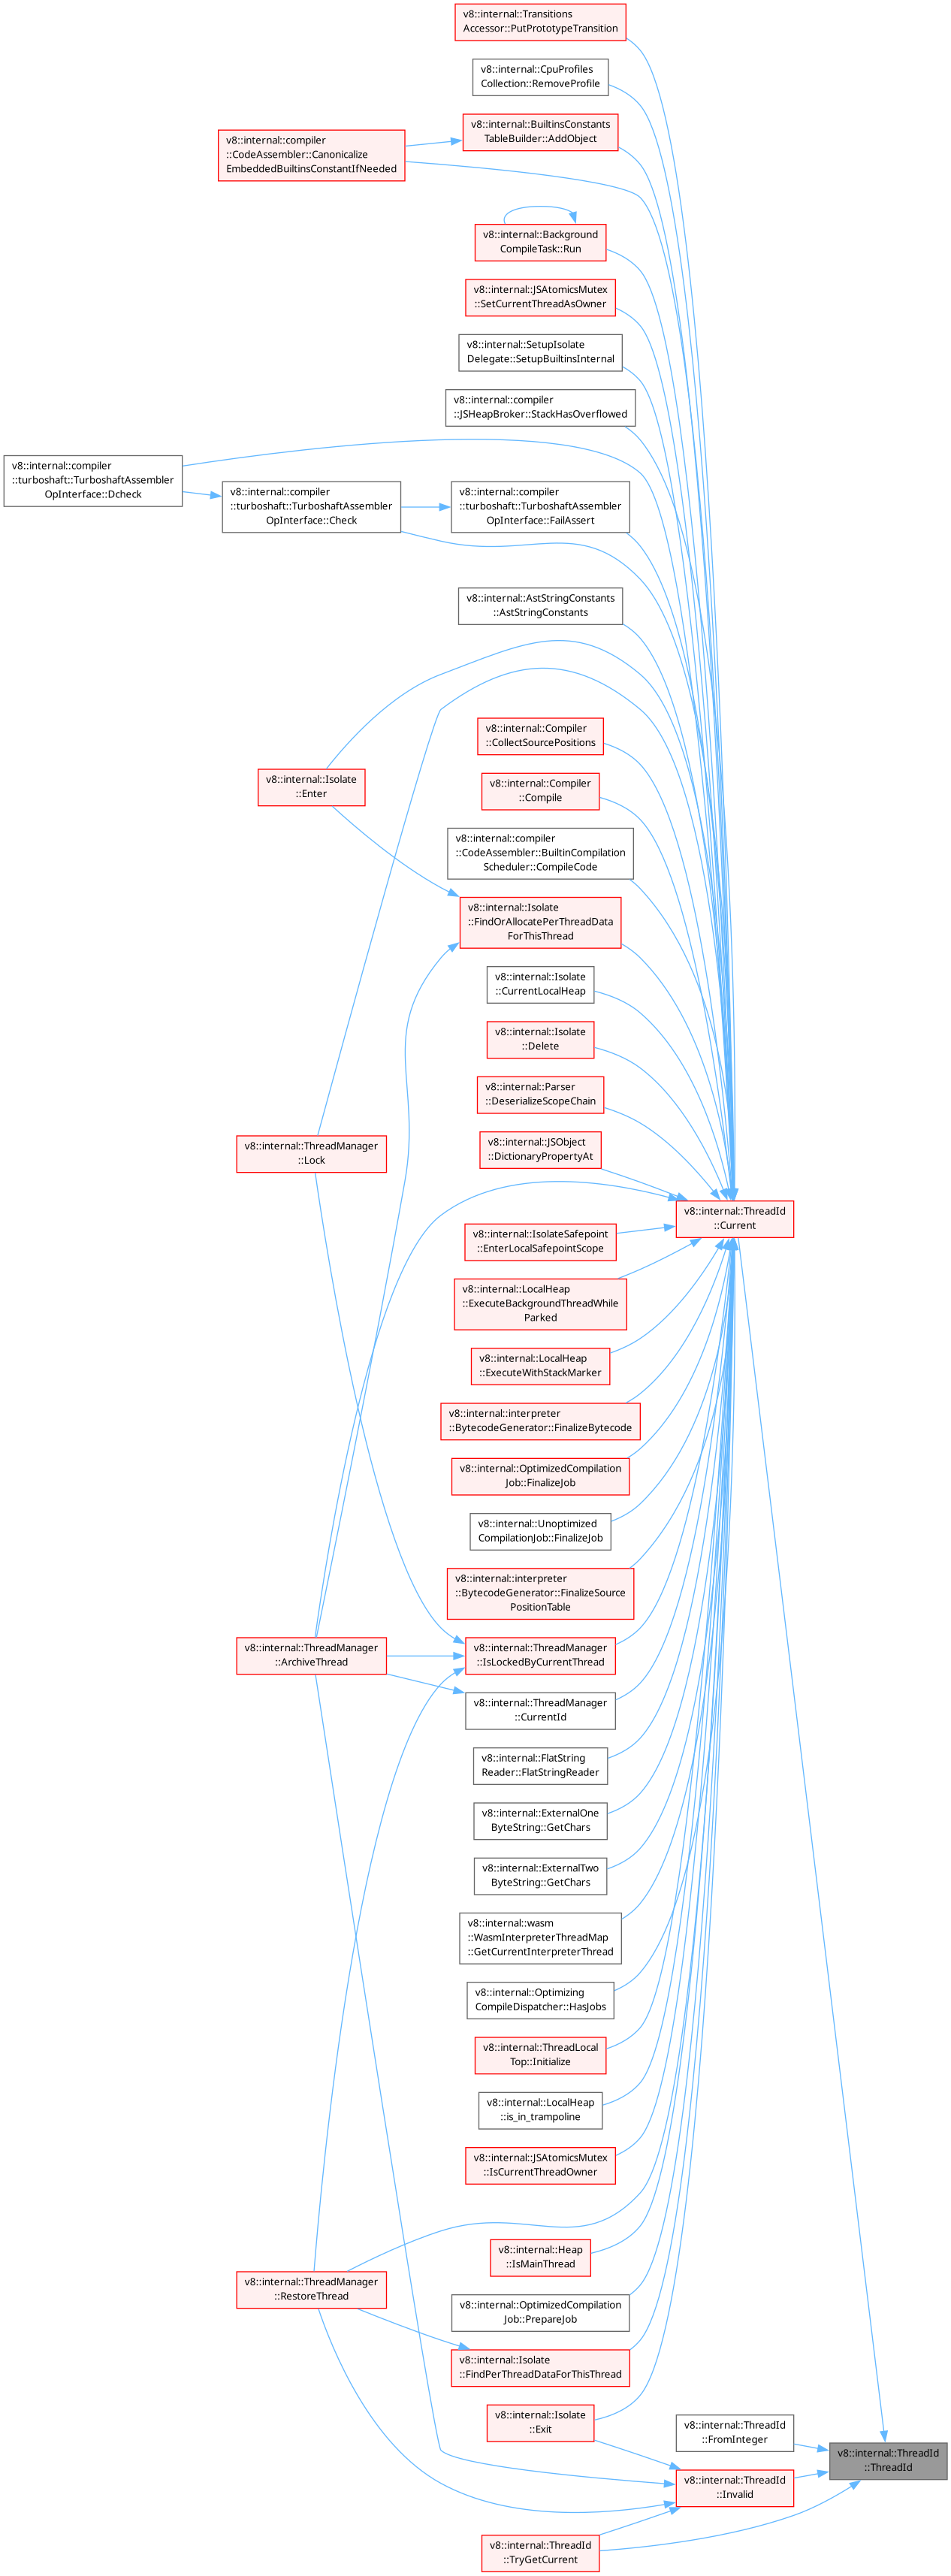 v8::internal::Transitions
Accessor::PutPrototypeTransition
v8::internal::CpuProfiles
Collection::RemoveProfile
v8::internal::BuiltinsConstants
TableBuilder::AddObject
v8::internal::compiler
::CodeAssembler::Canonicalize
EmbeddedBuiltinsConstantIfNeeded
v8::internal::Background
CompileTask::Run
v8::internal::JSAtomicsMutex
::SetCurrentThreadAsOwner
v8::internal::SetupIsolate
Delegate::SetupBuiltinsInternal
v8::internal::compiler
::JSHeapBroker::StackHasOverflowed
v8::internal::compiler
::turboshaft::TurboshaftAssembler
OpInterface::Dcheck
v8::internal::compiler
::turboshaft::TurboshaftAssembler
OpInterface::Check
v8::internal::compiler
::turboshaft::TurboshaftAssembler
OpInterface::FailAssert
v8::internal::AstStringConstants
::AstStringConstants
v8::internal::Compiler
::CollectSourcePositions
v8::internal::Isolate
::Enter
v8::internal::Compiler
::Compile
v8::internal::compiler
::CodeAssembler::BuiltinCompilation
Scheduler::CompileCode
v8::internal::Isolate
::FindOrAllocatePerThreadData
ForThisThread
v8::internal::Isolate
::CurrentLocalHeap
v8::internal::Isolate
::Delete
v8::internal::Parser
::DeserializeScopeChain
v8::internal::ThreadManager
::Lock
v8::internal::JSObject
::DictionaryPropertyAt
v8::internal::ThreadId
::Current
v8::internal::IsolateSafepoint
::EnterLocalSafepointScope
v8::internal::LocalHeap
::ExecuteBackgroundThreadWhile
Parked
v8::internal::LocalHeap
::ExecuteWithStackMarker
v8::internal::interpreter
::BytecodeGenerator::FinalizeBytecode
v8::internal::OptimizedCompilation
Job::FinalizeJob
v8::internal::Unoptimized
CompilationJob::FinalizeJob
v8::internal::interpreter
::BytecodeGenerator::FinalizeSource
PositionTable
v8::internal::ThreadManager
::ArchiveThread
v8::internal::ThreadManager
::IsLockedByCurrentThread
v8::internal::ThreadManager
::CurrentId
v8::internal::FlatString
Reader::FlatStringReader
v8::internal::ExternalOne
ByteString::GetChars
v8::internal::ExternalTwo
ByteString::GetChars
v8::internal::wasm
::WasmInterpreterThreadMap
::GetCurrentInterpreterThread
v8::internal::Optimizing
CompileDispatcher::HasJobs
v8::internal::ThreadLocal
Top::Initialize
v8::internal::LocalHeap
::is_in_trampoline
v8::internal::JSAtomicsMutex
::IsCurrentThreadOwner
v8::internal::Heap
::IsMainThread
v8::internal::ThreadManager
::RestoreThread
v8::internal::OptimizedCompilation
Job::PrepareJob
v8::internal::Isolate
::FindPerThreadDataForThisThread
v8::internal::Isolate
::Exit
v8::internal::ThreadId
::FromInteger
v8::internal::ThreadId
::ThreadId
v8::internal::ThreadId
::Invalid
v8::internal::ThreadId
::TryGetCurrent